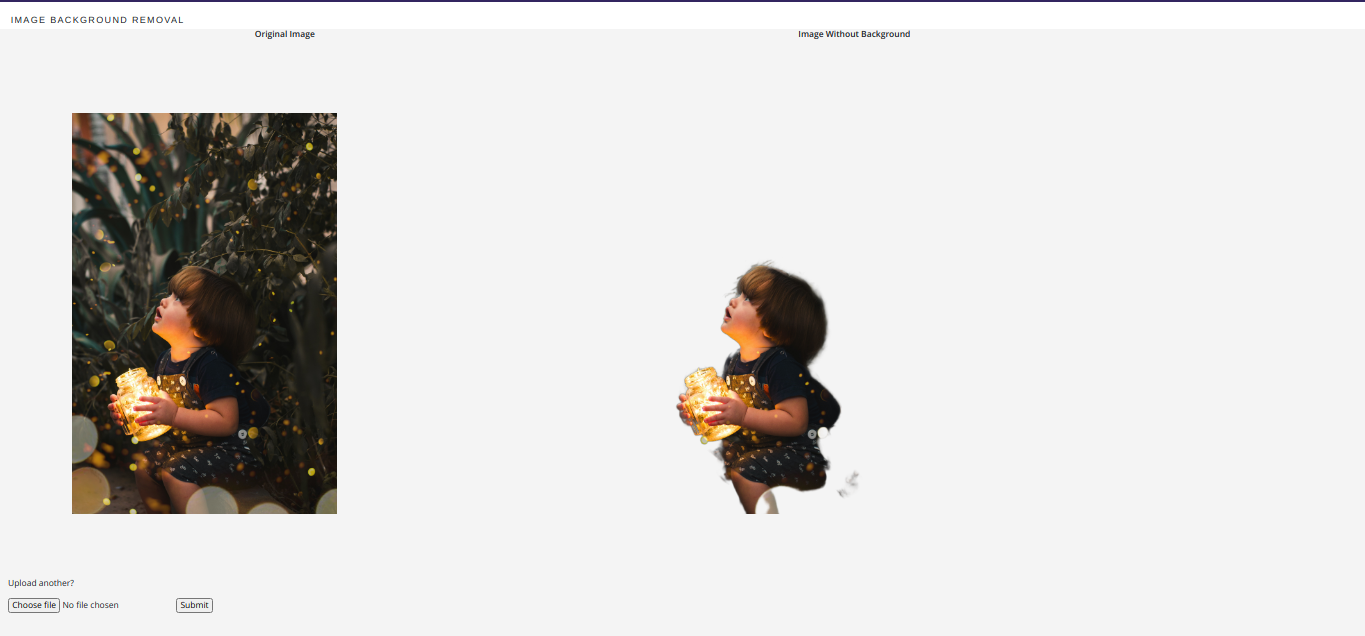 IMAGE BACKGROUND REMOVAL
Original Image
Image Without Background
Upload another?
Choose file No file chosen
Submit